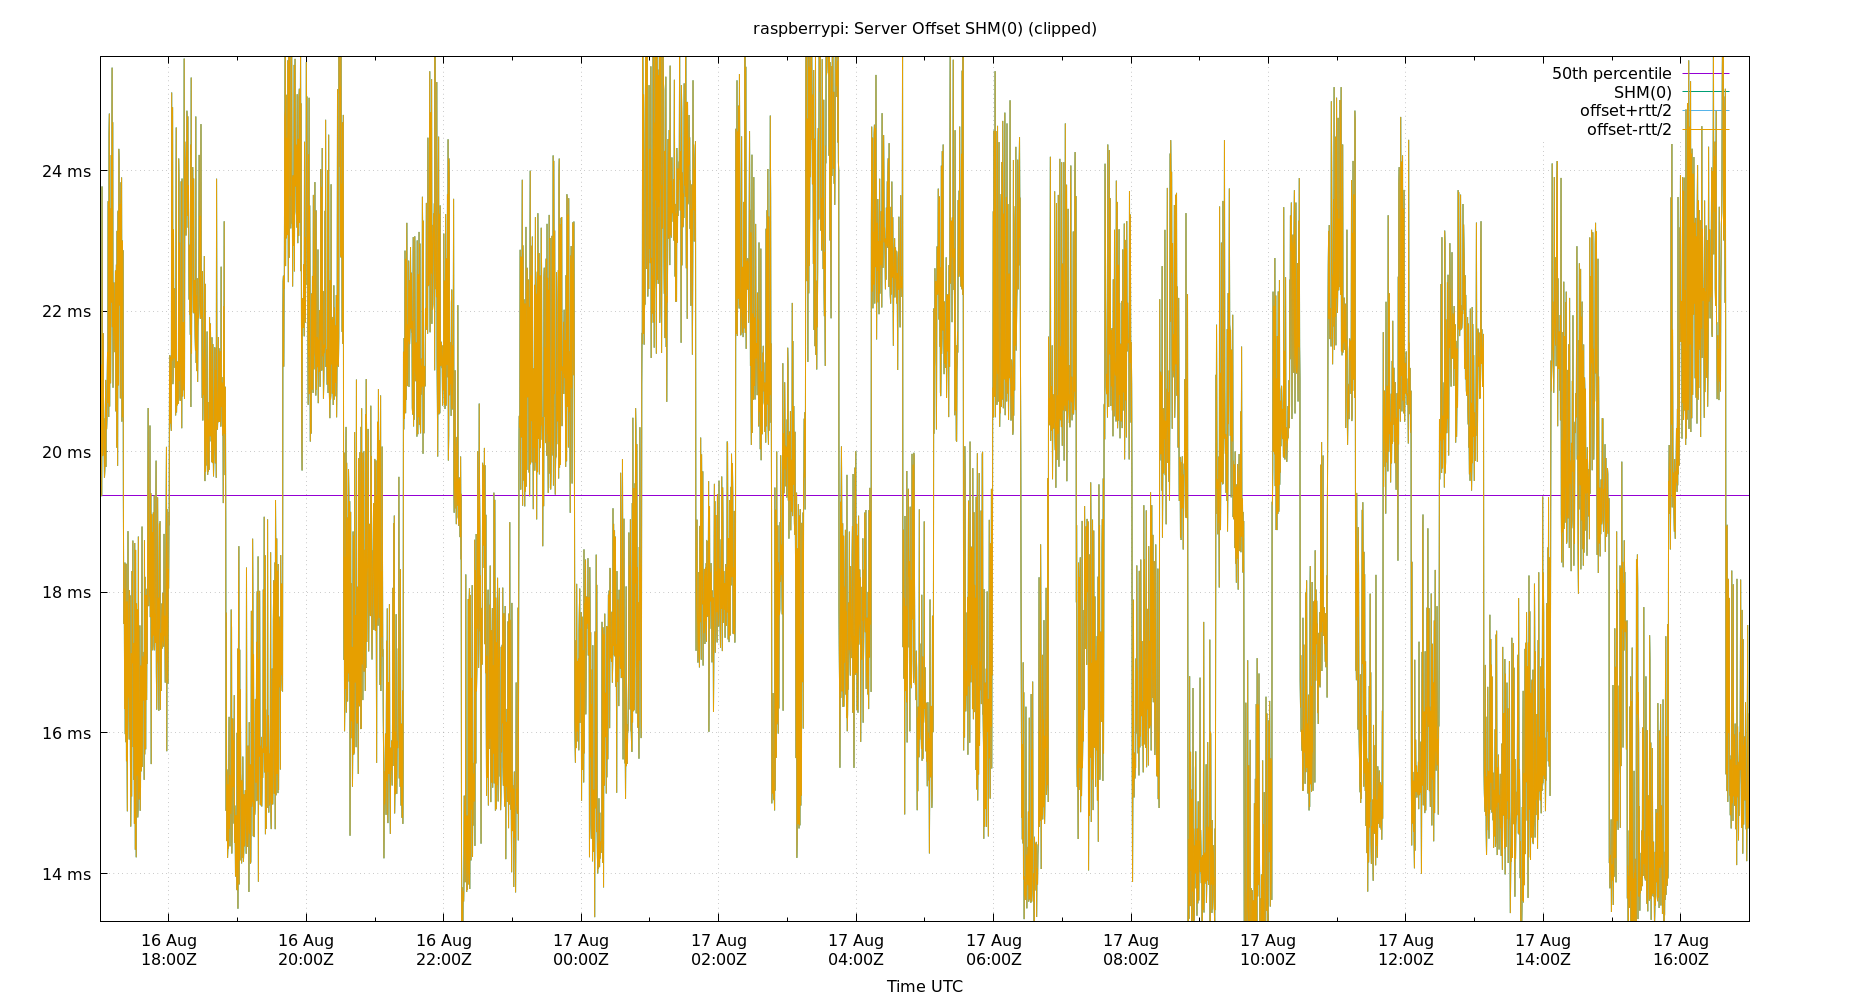 raspberrypi: Server Offset SHM(0) (clipped)
50th percentile
SHM(0)
offset+rtt/2
offset-rtt/2
24 ms
22 ms
20 ms
18 ms
16 ms
14 ms
16 Aug 16 Aug 16 Aug 17 Aug 17 Aug 17 Aug 17 Aug 17 Aug 17 Aug 17 Aug 17 Aug 17 Aug
18:00Z 20:00Z 22:00Z 00:00Z 02:00Z 04:00Z 06:00Z 08:00Z 10:00Z 12:00Z 14:00Z 16:00Z
Time UTC